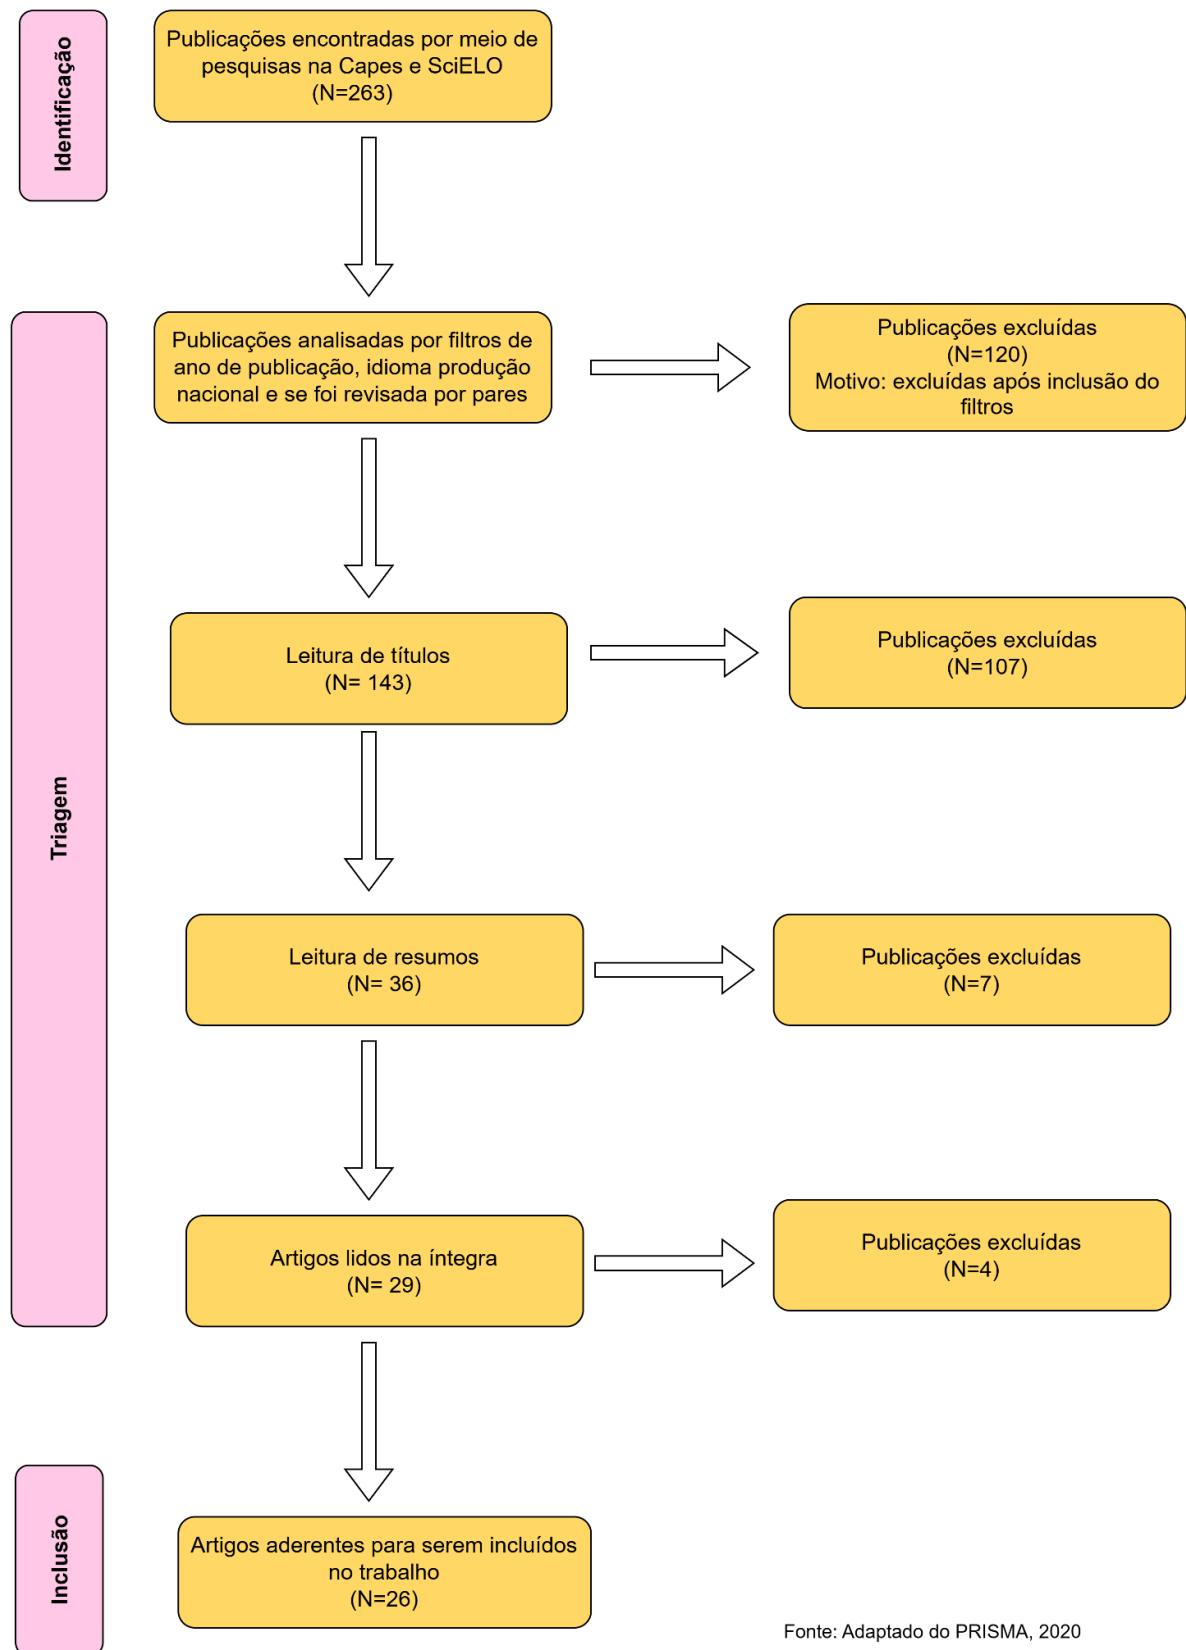 Identificação
Publicações encontradas por meio de
pesquisas na Capes e SciELO
(N=263)
Triagem
Publicações analisadas por filtros de
ano de publicação, idioma produção
nacional e se foi revisada por pares
Publicações excluídas
(N=120)
Motivo: excluídas após inclusão do
filtros
Leitura de títulos
(N= 143)
Publicações excluídas
(N=107)
Leitura de resumos
(N= 36)
Publicações excluídas
(N=7)
Artigos lidos na íntegra
(N= 29)
Publicações excluídas
(N=4)
Inclusão
Artigos aderentes para serem incluídos
no trabalho
(N=26)
Fonte: Adaptado do PRISMA, 2020